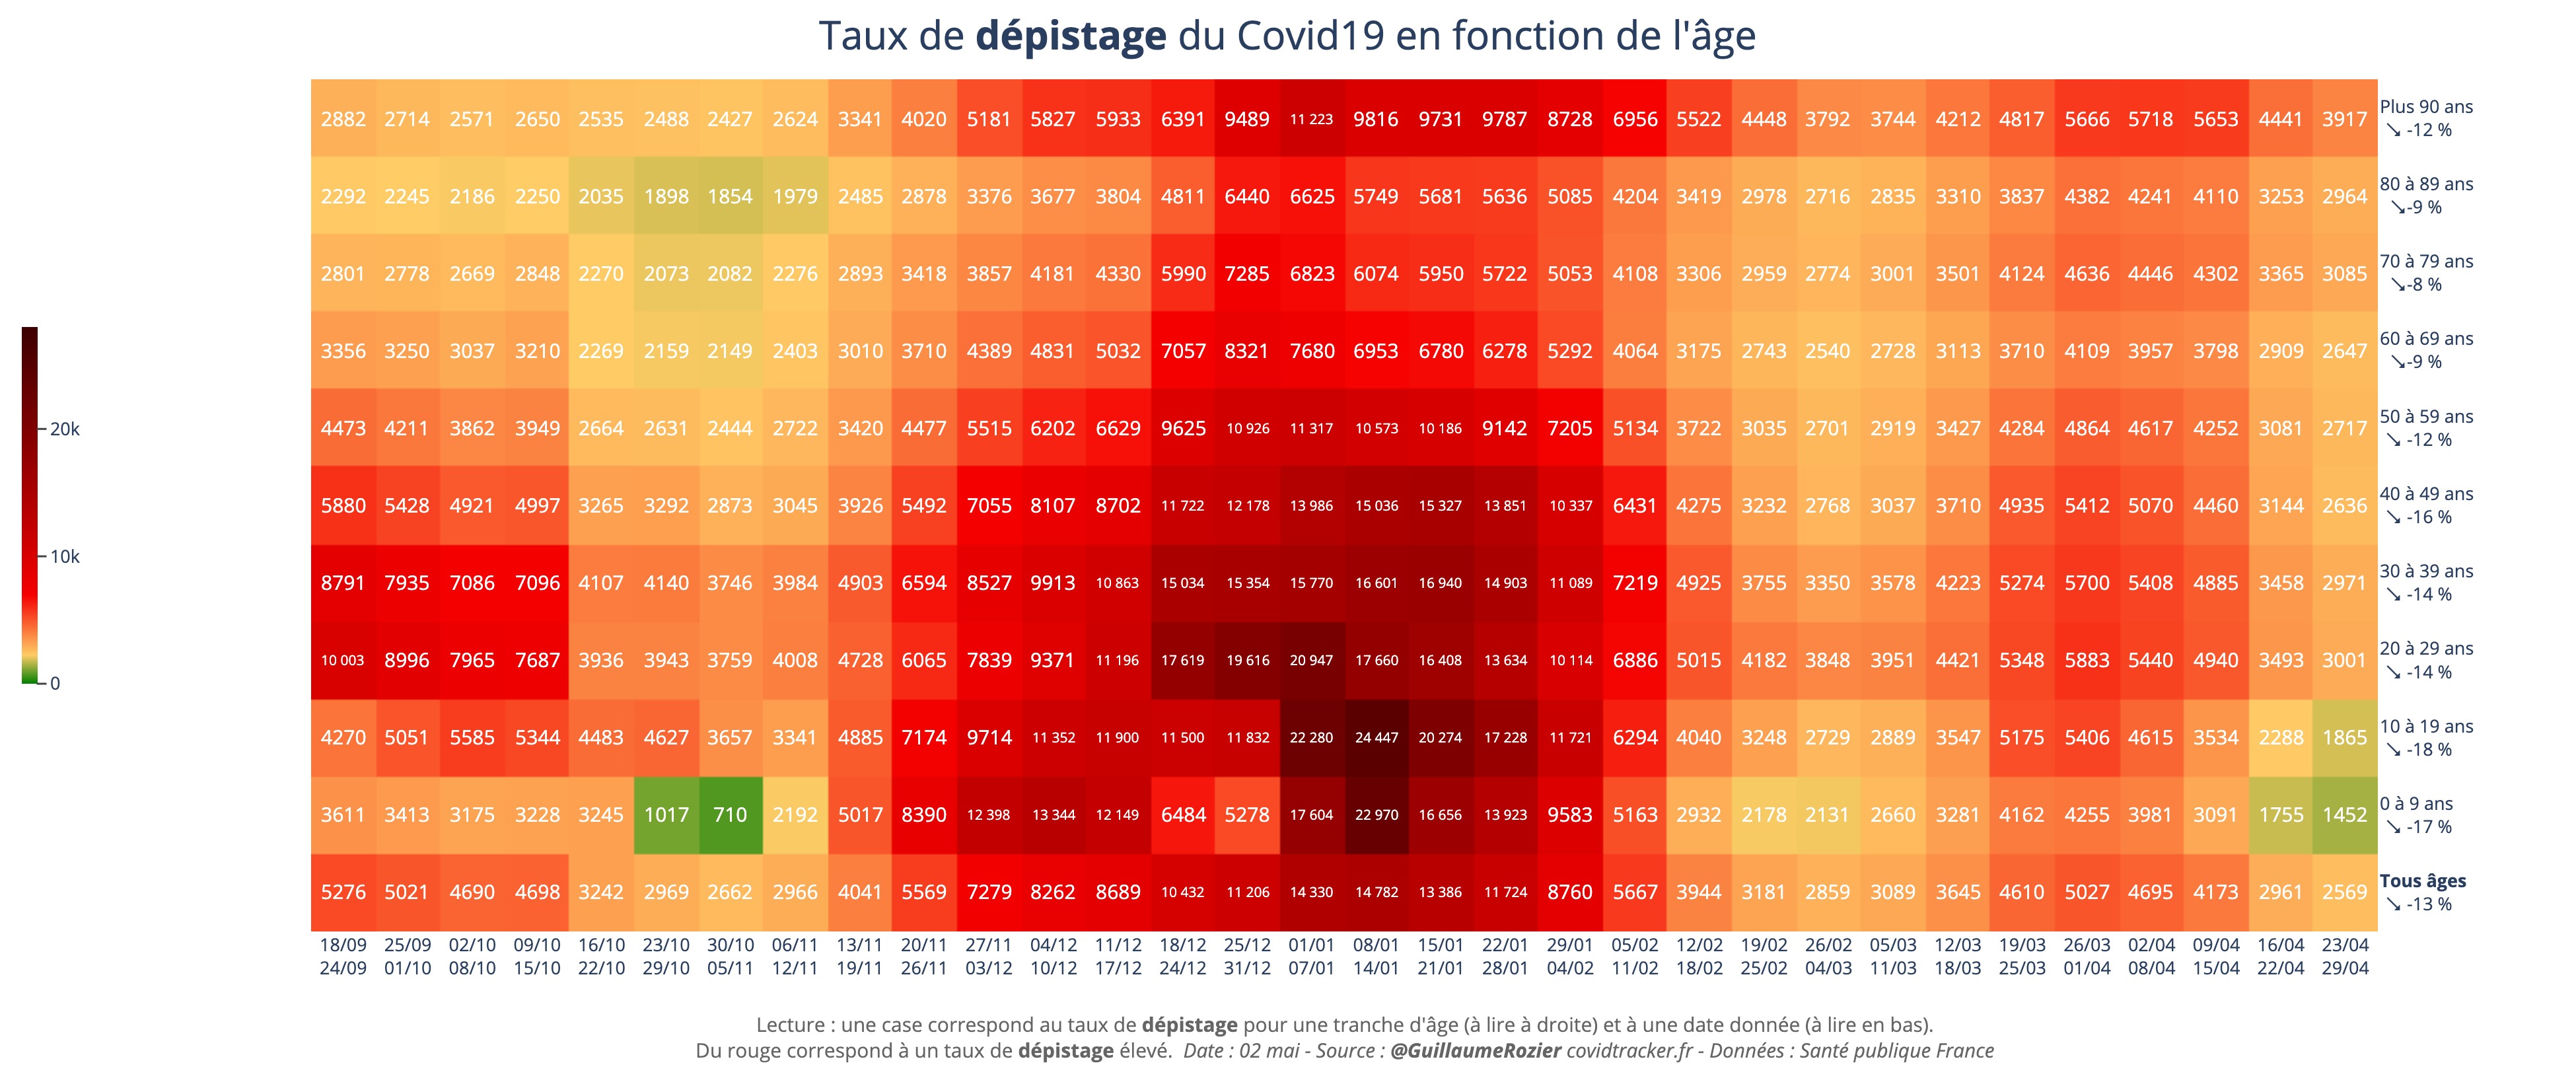 Taux de dépistage du Covid19 en fonction de l'âge
2882 2714 2571 2650 2535 2488 2427 2624 3341 4020 5181 5827 5933 6391 9489 11 223 9816 9731 9787 8728 6956 5522 4448 3792 3744 4212 4817 5666 5718 5653 4441 3917 Plus 90 ans
↘ -12 %
2292 2245 2186 2250 2035 1898 1854 1979 2485 2878 3376 3677 3804 4811 6440 6625 5749 5681 5636 5085 4204 3419 2978 2716 2835 3310 3837 4382 4241 4110 3253 2964 80 à 89 ans
↘-9 %
2801 2778 2669 2848 2270 2073 2082 2276 2893 3418 3857 4181 4330 5990 7285 6823 6074 5950 5722 5053 4108 3306 2959 2774 3001 3501 4124 4636 4446 4302 3365 3085 70 à 79 ans
↘-8 %
3356 3250 3037 3210 2269 2159 2149 2403 3010 3710 4389 4831 5032 7057 8321 7680 6953 6780 6278 5292 4064 3175 2743 2540 2728 3113 3710 4109 3957 3798 2909 2647 60 à 69 ans
↘-9 %
4473 4211 3862 3949 2664 2631 2444 2722 3420 4477 5515 6202 6629 9625 10 926 11 317 10 573 10 186 9142 7205 5134 3722 3035 2701 2919 3427 4284 4864 4617 4252 3081 2717 50 à 59 ans
↘ -12 %
20k
5880 5428 4921 4997 3265 3292 2873 3045 3926 5492 7055 8107 8702 11 722 12 178 13 986 15 036 15 327 13 851 10 337 6431 4275 3232 2768 3037 3710 4935 5412 5070 4460 3144 2636 40 à 49 ans
↘ -16 %
10k
8791 7935 7086 7096 4107 4140 3746 3984 4903 6594 8527 9913 10 863 15 034 15 354 15 770 16 601 16 940 14 903 11 089 7219 4925 3755 3350 3578 4223 5274 5700 5408 4885 3458 2971 30 à 39 ans
↘ -14 %
10 003 8996 7965 7687 3936 3943 3759 4008 4728 6065 7839 9371 11 196 17 619 19 616 20 947 17 660 16 408 13 634 10 114 6886 5015 4182 3848 3951 4421 5348 5883 5440 4940 3493 3001 20 à 29 ans
↘ -14 %
0
4270 5051 5585 5344 4483 4627 3657 3341 4885 7174 9714 11 352 11 900 11 500 11 832 22 280 24 447 20 274 17 228 11 721 6294 4040 3248 2729 2889 3547 5175 5406 4615 3534 2288 1865 10 à 19 ans
↘ -18 %
3611 3413 3175 3228 3245 1017 710 2192 5017 8390 12 398 13 344 12 149 6484 5278 17 604 22 970 16 656 13 923 9583 5163 2932 2178 2131 2660 3281 4162 4255 3981 3091 1755 1452 0 à 9 ans
↘ -17 %
5276 5021 4690 4698 3242 2969 2662 2966 4041 5569 7279 8262 8689 10 432 11 206 14 330 14 782 13 386 11 724 8760 5667 3944 3181 2859 3089 3645 4610 5027 4695 4173 2961 2569 Tous âges
↘ -13 %
18/09 25/09 02/10 09/10 16/10 23/10 30/10 06/11 13/11 20/11 27/11 04/12 11/12 18/12 25/12 01/01 08/01 15/01 22/01 29/01 05/02 12/02 19/02 26/02 05/03 12/03 19/03 26/03 02/04 09/04 16/04 23/04
24/09 01/10 08/10 15/10 22/10 29/10 05/11 12/11 19/11 26/11 03/12 10/12 17/12 24/12 31/12 07/01 14/01 21/01 28/01 04/02 11/02 18/02 25/02 04/03 11/03 18/03 25/03 01/04 08/04 15/04 22/04 29/04
Lecture : une case correspond au taux de dépistage pour une tranche d'âge (à lire à droite) et à une date donnée (à lire en bas).
Du rouge correspond à un taux de dépistage élevé. Date : 02 mai - Source : @GuillaumeRozier covidtracker.fr - Données : Santé publique France